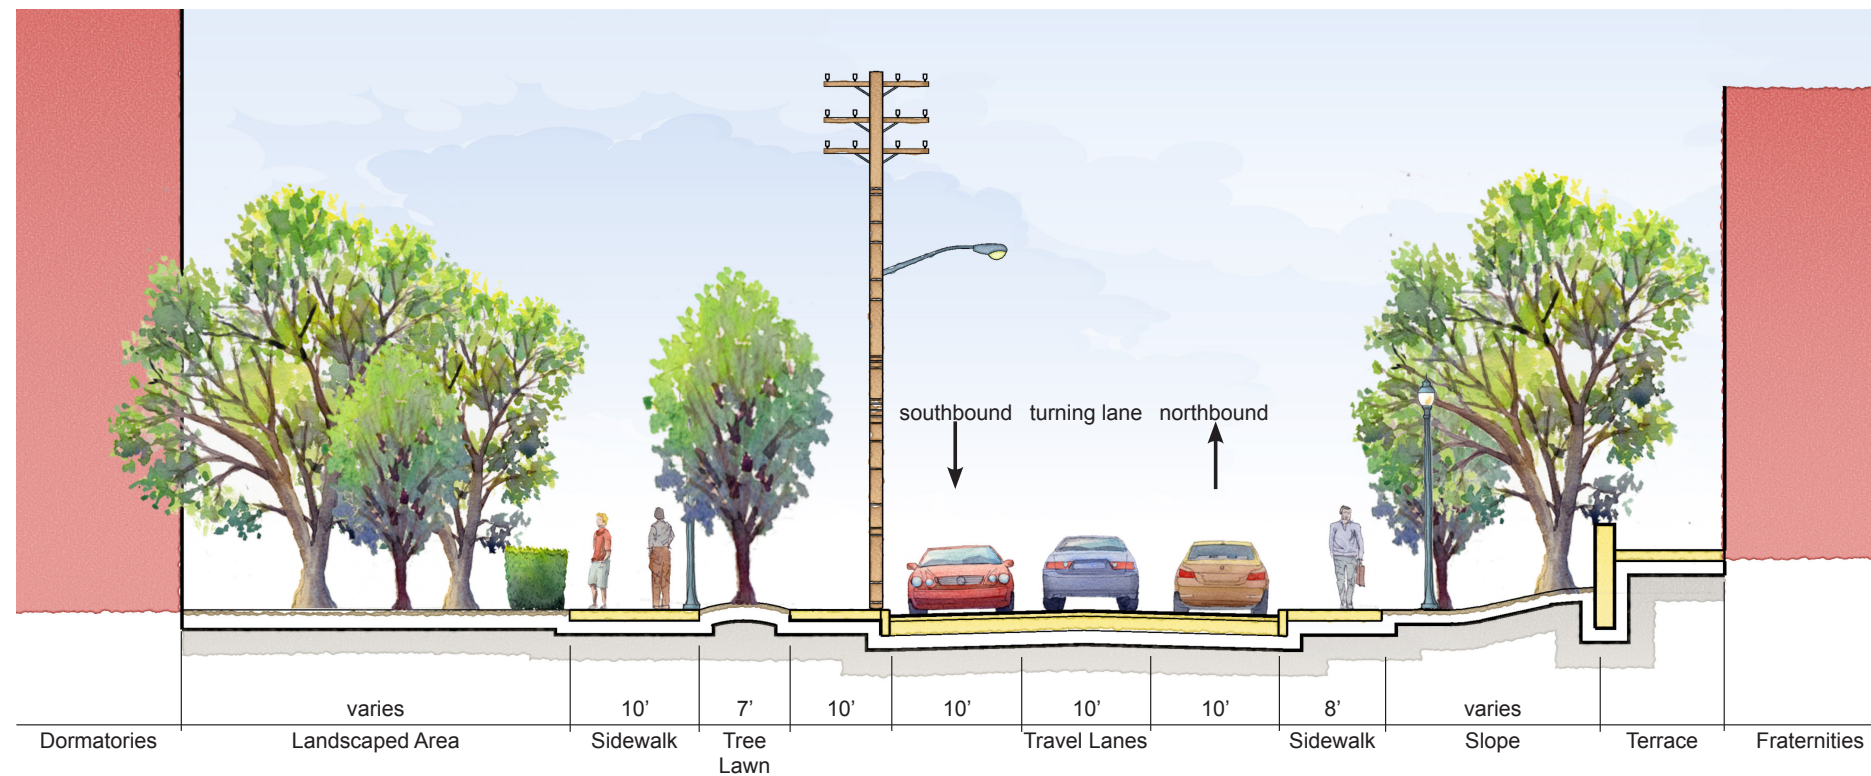 southbound turning lane northbound
varies 10’ 7’ 10’ 10’ 10’ 10’ 8’ varies
Dormatories Landscaped Area Sidewalk Tree Travel Lanes Sidewalk Slope Terrace Fraternities
Lawn